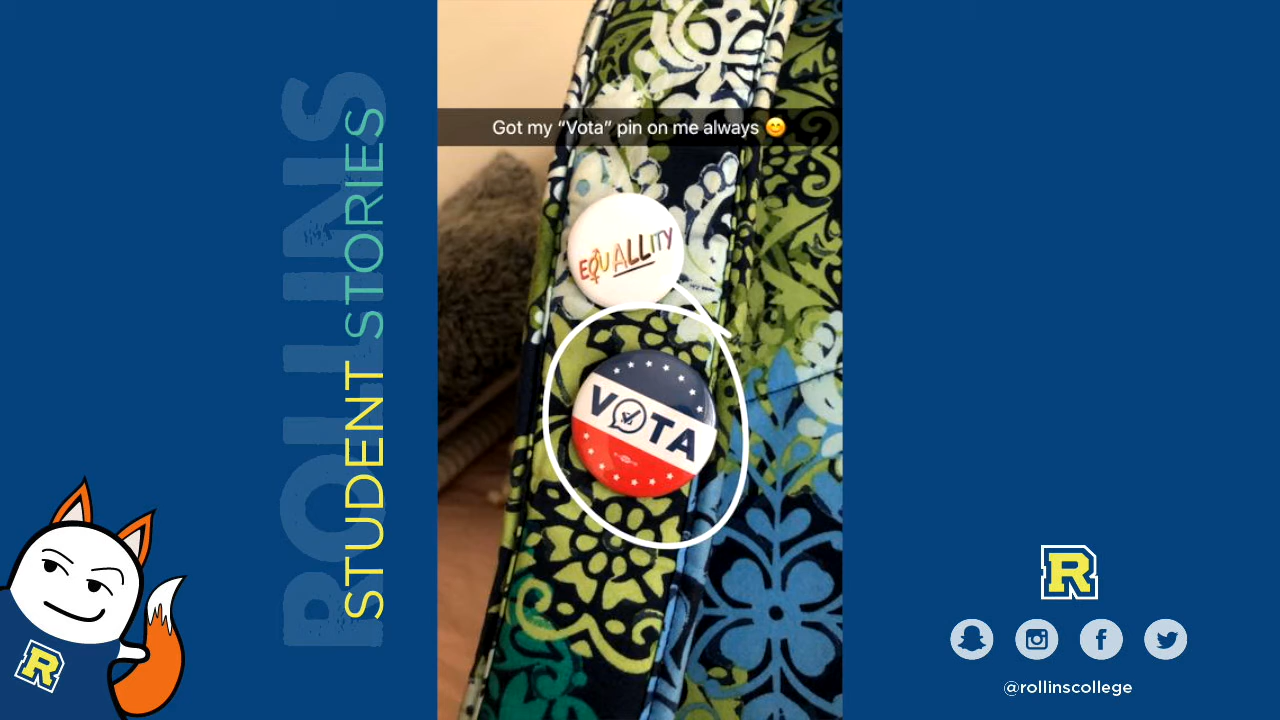 ROLLINS
STUDENT STORIES
Got my “Vota” pin on me always 😊
EQUALLITY
VOTA
R
R
@rollinscollege